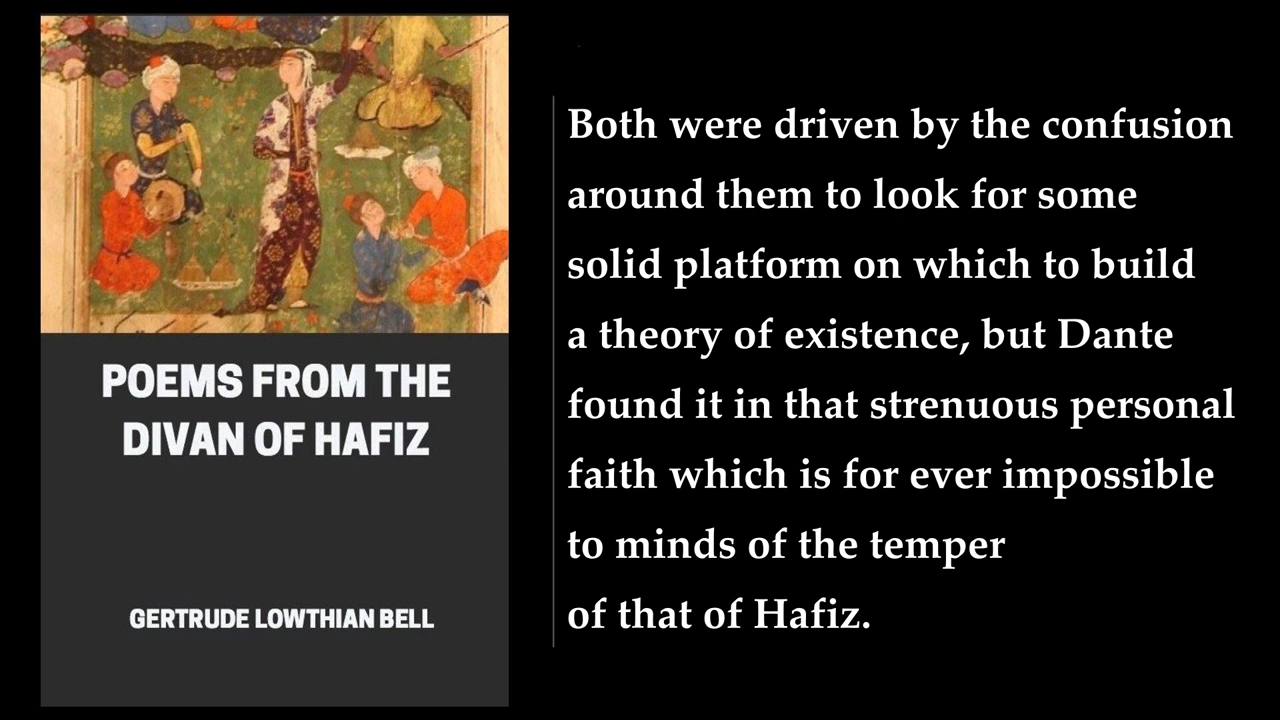 POEMS FROM THE
DIVAN OF HAFIZ
GERTRUDE LOWTHIAN BELL
Both were driven by the confusion
around them to look for some
solid platform on which to build
a theory of existence, but Dante
found it in that strenuous personal
faith which is for ever impossible
to minds of the temper
of that of Hafiz.